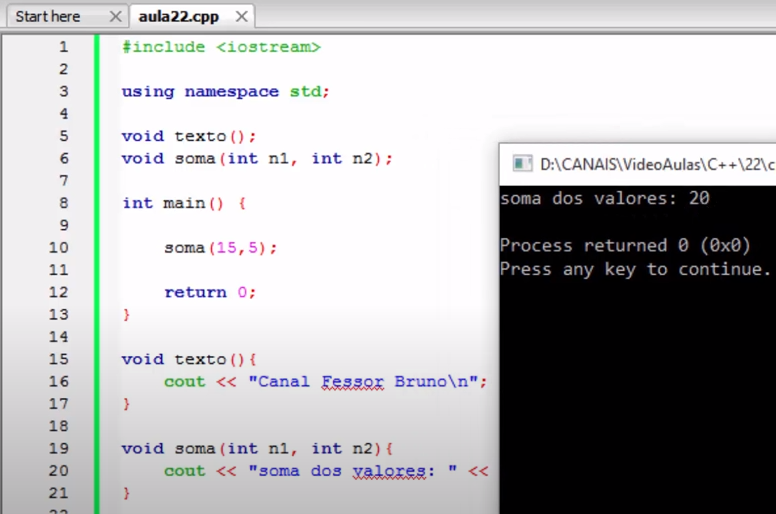 Start here
aula22.cpp
1 #include <iostream>
2
3 using namespace std;
4
5 void texto();
6 void soma(int n1, int n2);
7
8 int main() {
9
10 soma(15,5);
11
12 return 0;
13 }
14
15 void texto(){
16 cout << "Canal Fessor Bruno\n";
17 }
18
19 void soma(int n1, int n2){
20 cout << "soma dos valores: " <<
21 }
D:\CANAIS\VideoAulas\C++\22\c
soma dos valores: 20
Process returned 0 (0x0)
Press any key to continue.